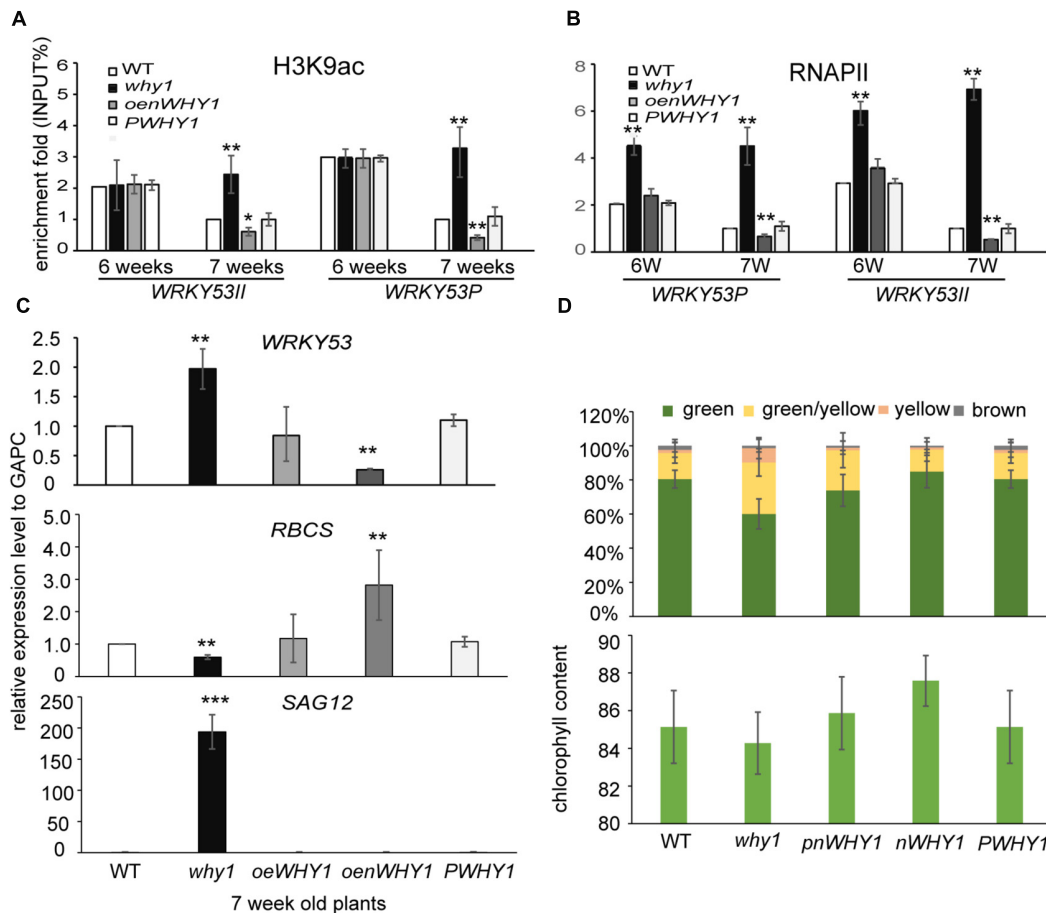 A
H3K9ac
WT
why1
oenWHY1
PWHY1
enrichment fold (INPUT%)
6
5
4
3
2
1
0
**
*
**
**
6 weeks
7 weeks
6 weeks
7 weeks
WRKY53II
WRKY53P
B
RNAPII
WT
why1
oenWHY1
PWHY1
8
6
4
2
0
**
**
**
**
**
**
6W
7W
6W
7W
WRKY53P
WRKY53II
C
relative expression level to GAPC
WRKY53
2.5
2.0
1.5
1.0
0.5
0
**
**
RBCS
5.0
4.0
3.0
2.0
1.0
0
**
**
SAG12
250
200
150
100
50
0
***
WT
why1
oeWHY1
oenWHY1
PWHY1
7 week old plants
D
green
green/yellow
yellow
brown
120%
100%
80%
60%
40%
20%
0%
chlorophyll content
90
88
86
84
82
80
WT
why1
pnWHY1
nWHY1
PWHY1